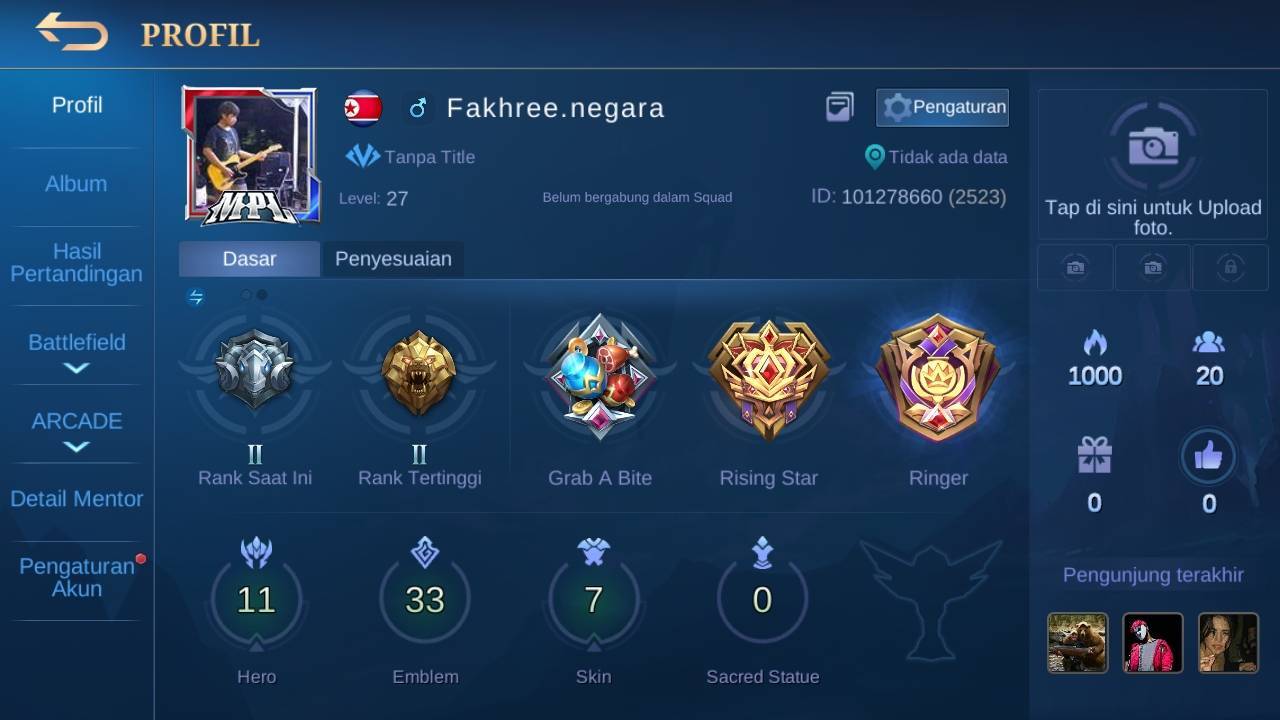 PROFIL
Profil
Album
Hasil
Pertandingan
Battlefield
ARCADE
Detail Mentor
Pengaturan
Akun
MPL
Fakhree.negara
Pengaturan
Tanpa Title
Tidak ada data
Level: 27
Belum bergabung dalam Squad
ID: 101278660 (2523)
Dasar
Penyesuaian
II
Rank Saat Ini
II
Rank Tertinggi
Grab A Bite
Rising Star
Ringer
11
Hero
33
Emblem
7
Skin
0
Sacred Statue
Tap di sini untuk Upload
foto.
1000
20
0
0
Pengunjung terakhir